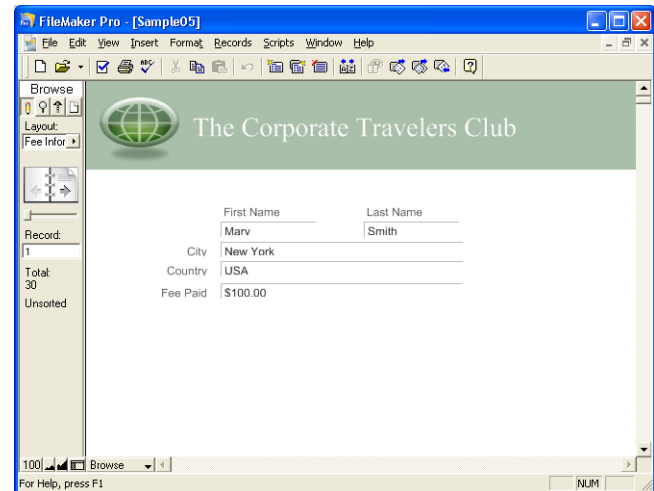 FileMaker Pro - [Sample05]
File Edit View Insert Format Records Scripts Window Help
ABC
Browse
Layout:
Fee Infor
The Corporate Travelers Club
Record:
1
Total:
30
Unsorted
First Name Last Name
Mary Smith
City New York
Country USA
Fee Paid $100.00
100 Browse
For Help, press F1 NUM